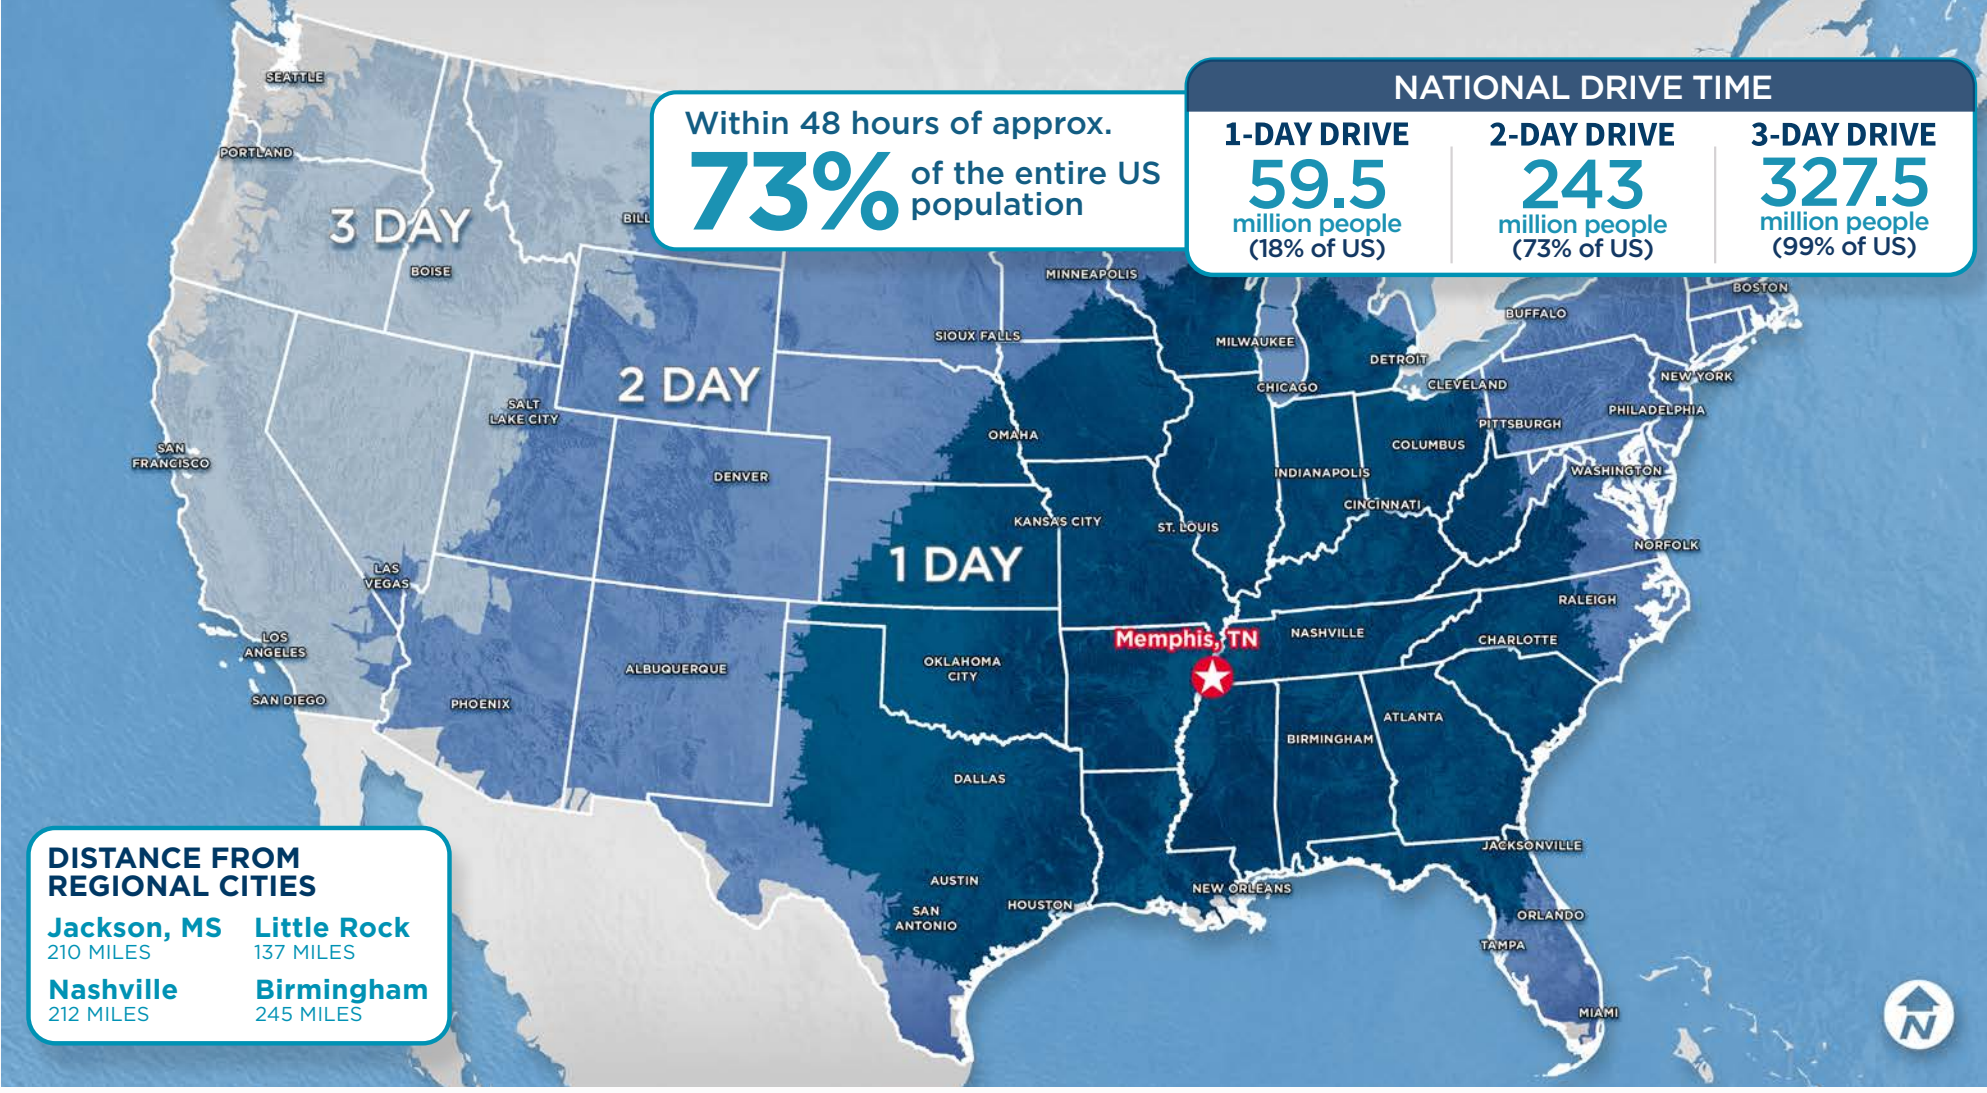 SEATTLE
PORTLAND
3 DAY
BOISE
BILL
Within 48 hours of approx.
73% of the entire US
population
NATIONAL DRIVE TIME
1-DAY DRIVE
59.5
million people
(18% of US)
2-DAY DRIVE
243
million people
(73% of US)
3-DAY DRIVE
327.5
million people
(99% of US)
MINNEAPOLIS
BOSTON
BUFFALO
SIOUX FALLS
MILWAUKEE
DETROIT
2 DAY
CHICAGO
CLEVELAND
NEW YORK
SALT
LAKE CITY
PHILADELPHIA
PITTSBURGH
OMAHA
COLUMBUS
SAN
FRANCISCO
DENVER
INDIANAPOLIS
WASHINGTON
CINCINNATI
KANSAS CITY
ST. LOUIS
NORFOLK
1 DAY
LAS
VEGAS
RALEIGH
LOS
ANGELES
Memphis, TN
NASHVILLE
CHARLOTTE
ALBUQUERQUE
OKLAHOMA
CITY
SAN DIEGO
PHOENIX
ATLANTA
BIRMINGHAM
DALLAS
JACKSONVILLE
AUSTIN
NEW ORLEANS
HOUSTON
SAN
ANTONIO
ORLANDO
TAMPA
MIAMI
DISTANCE FROM
REGIONAL CITIES
Jackson, MS
210 MILES
Little Rock
137 MILES
Nashville
212 MILES
Birmingham
245 MILES
N